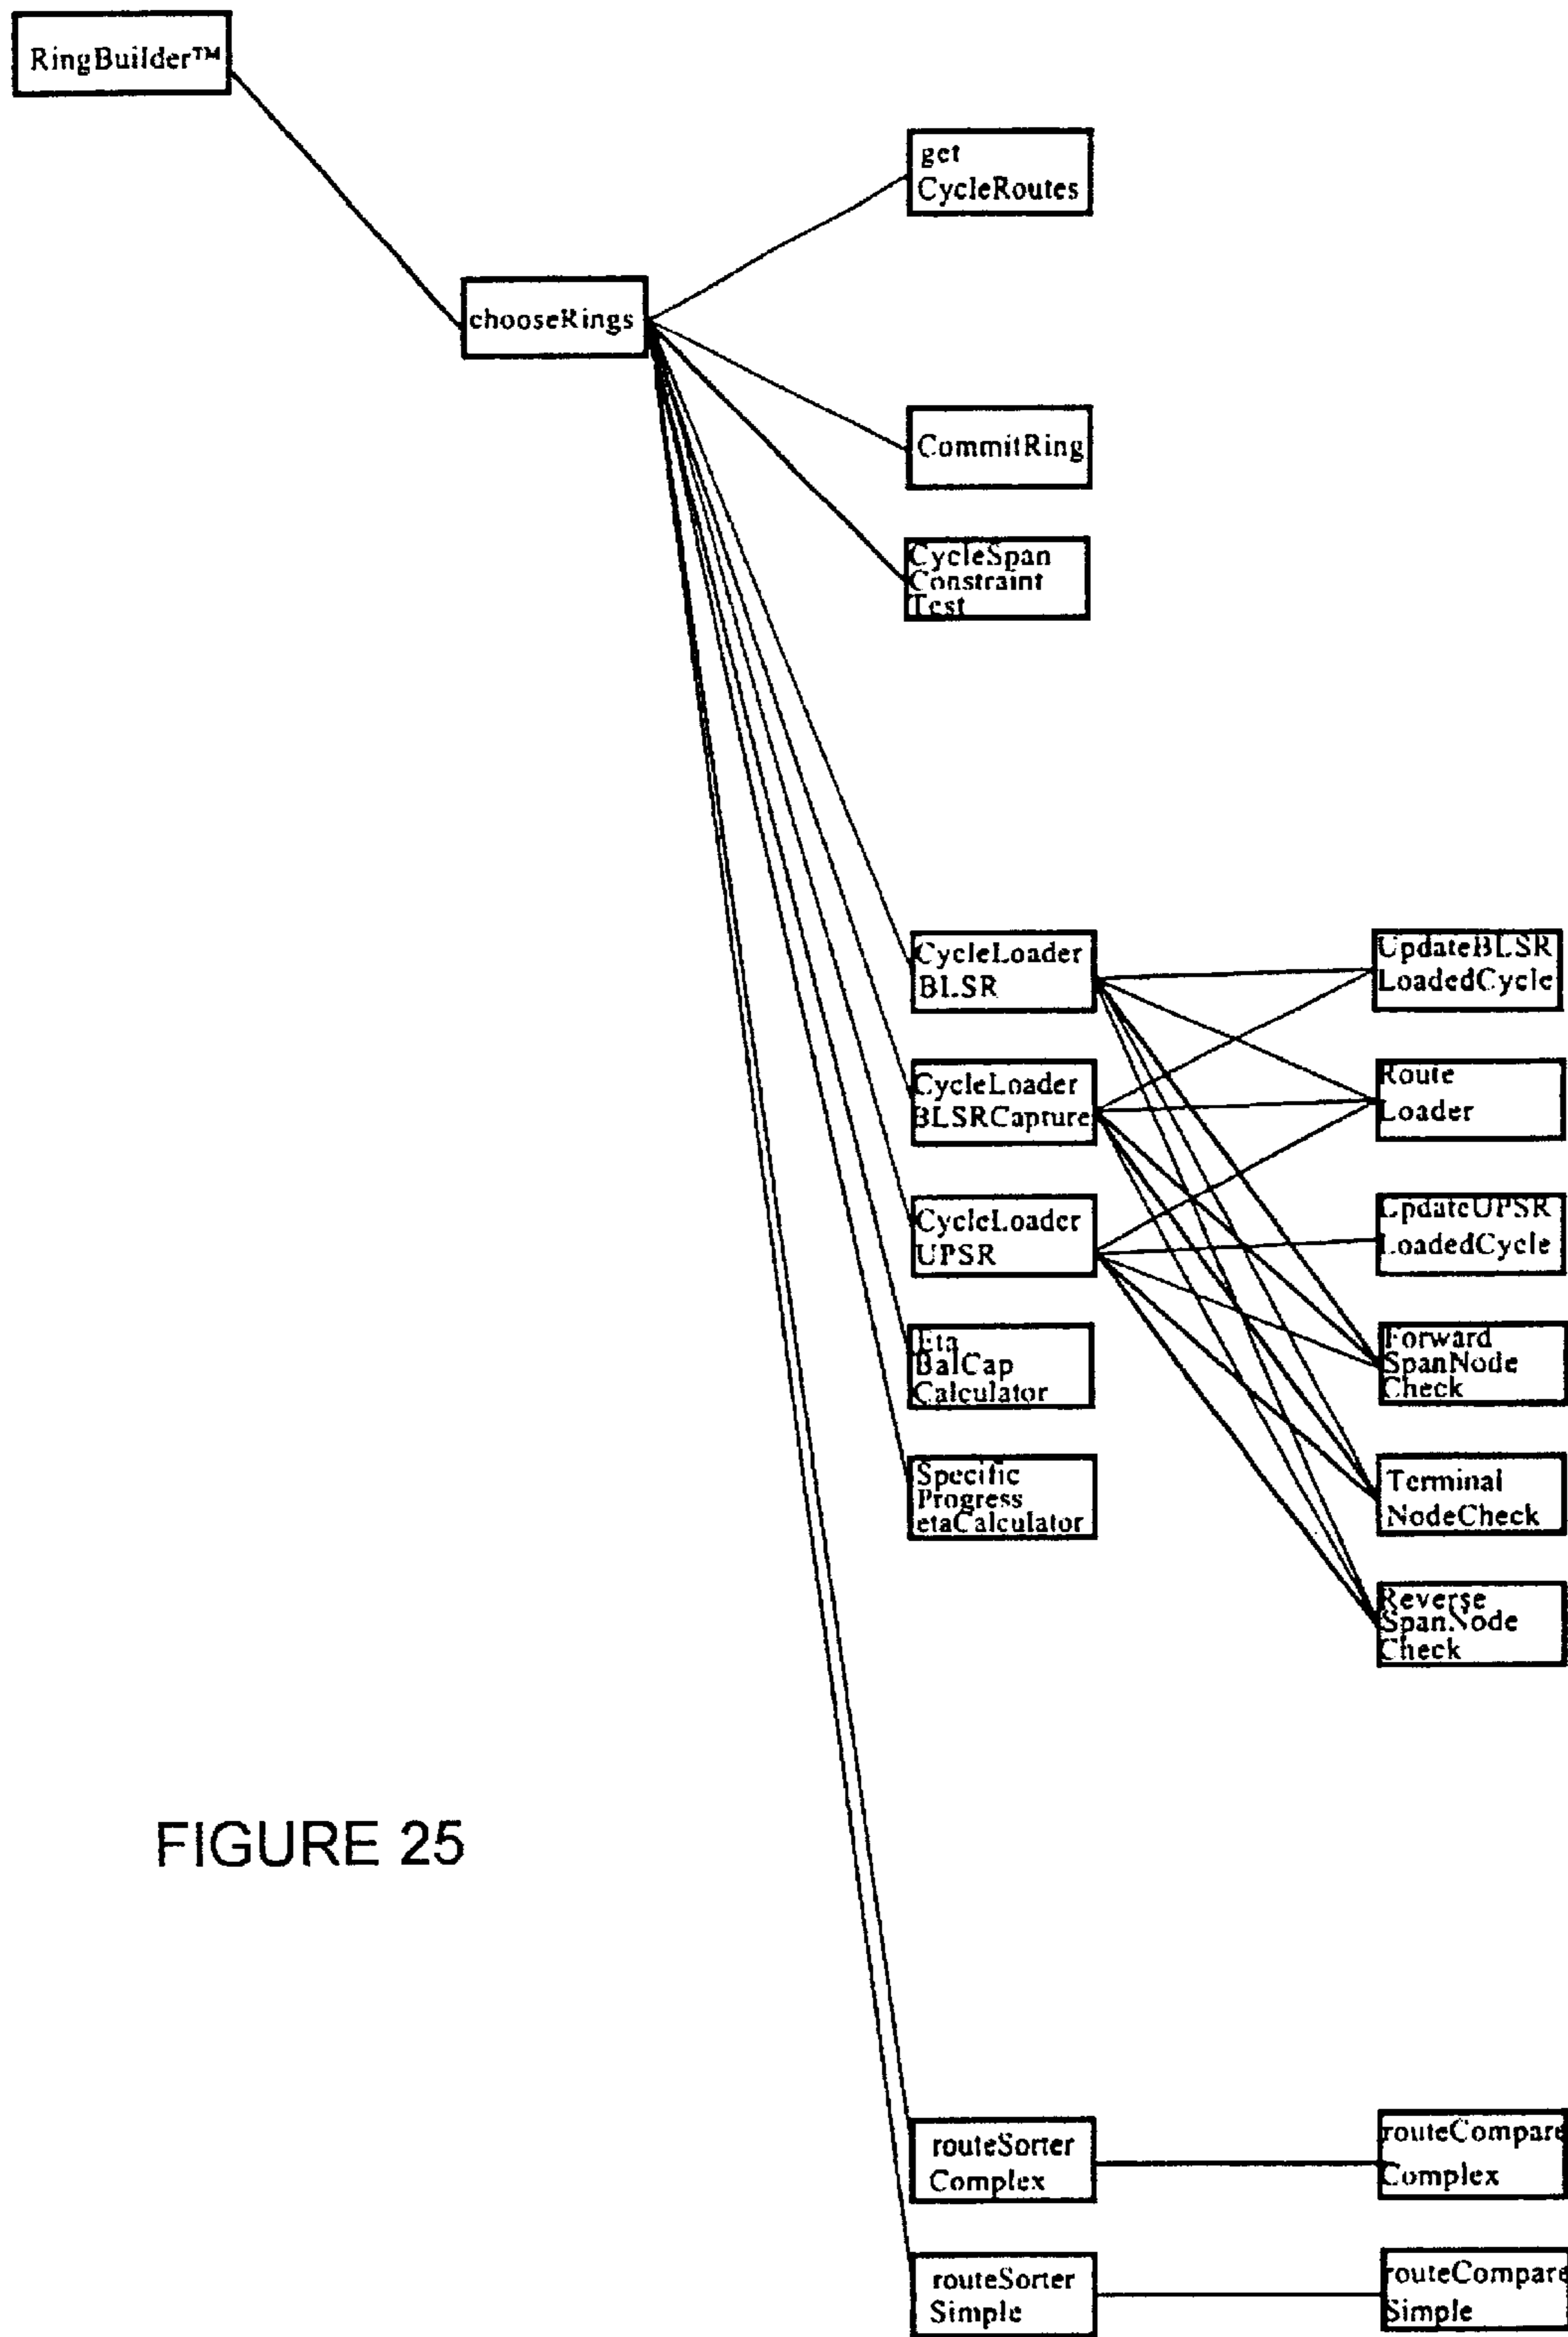 RingBuilder™
get
CycleRoutes
chooseRings
CommitRing
CycleSpan
Constraint
Test
CycleLoader
BLSR
UpdateBLSR
LoadedCycle
CycleLoader
BLSRCapture
Route
Loader
CycleLoader
UPSR
UpdateUPSR
LoadedCycle
Eta
BalCap
Calculator
Forward
SpanNode
Check
Specific
Progress
etaCalculator
Terminal
NodeCheck
Reverse
SpanNode
Check
FIGURE 25
routeSorter
Complex
routeCompare
Complex
routeSorter
Simple
routeCompare
Simple